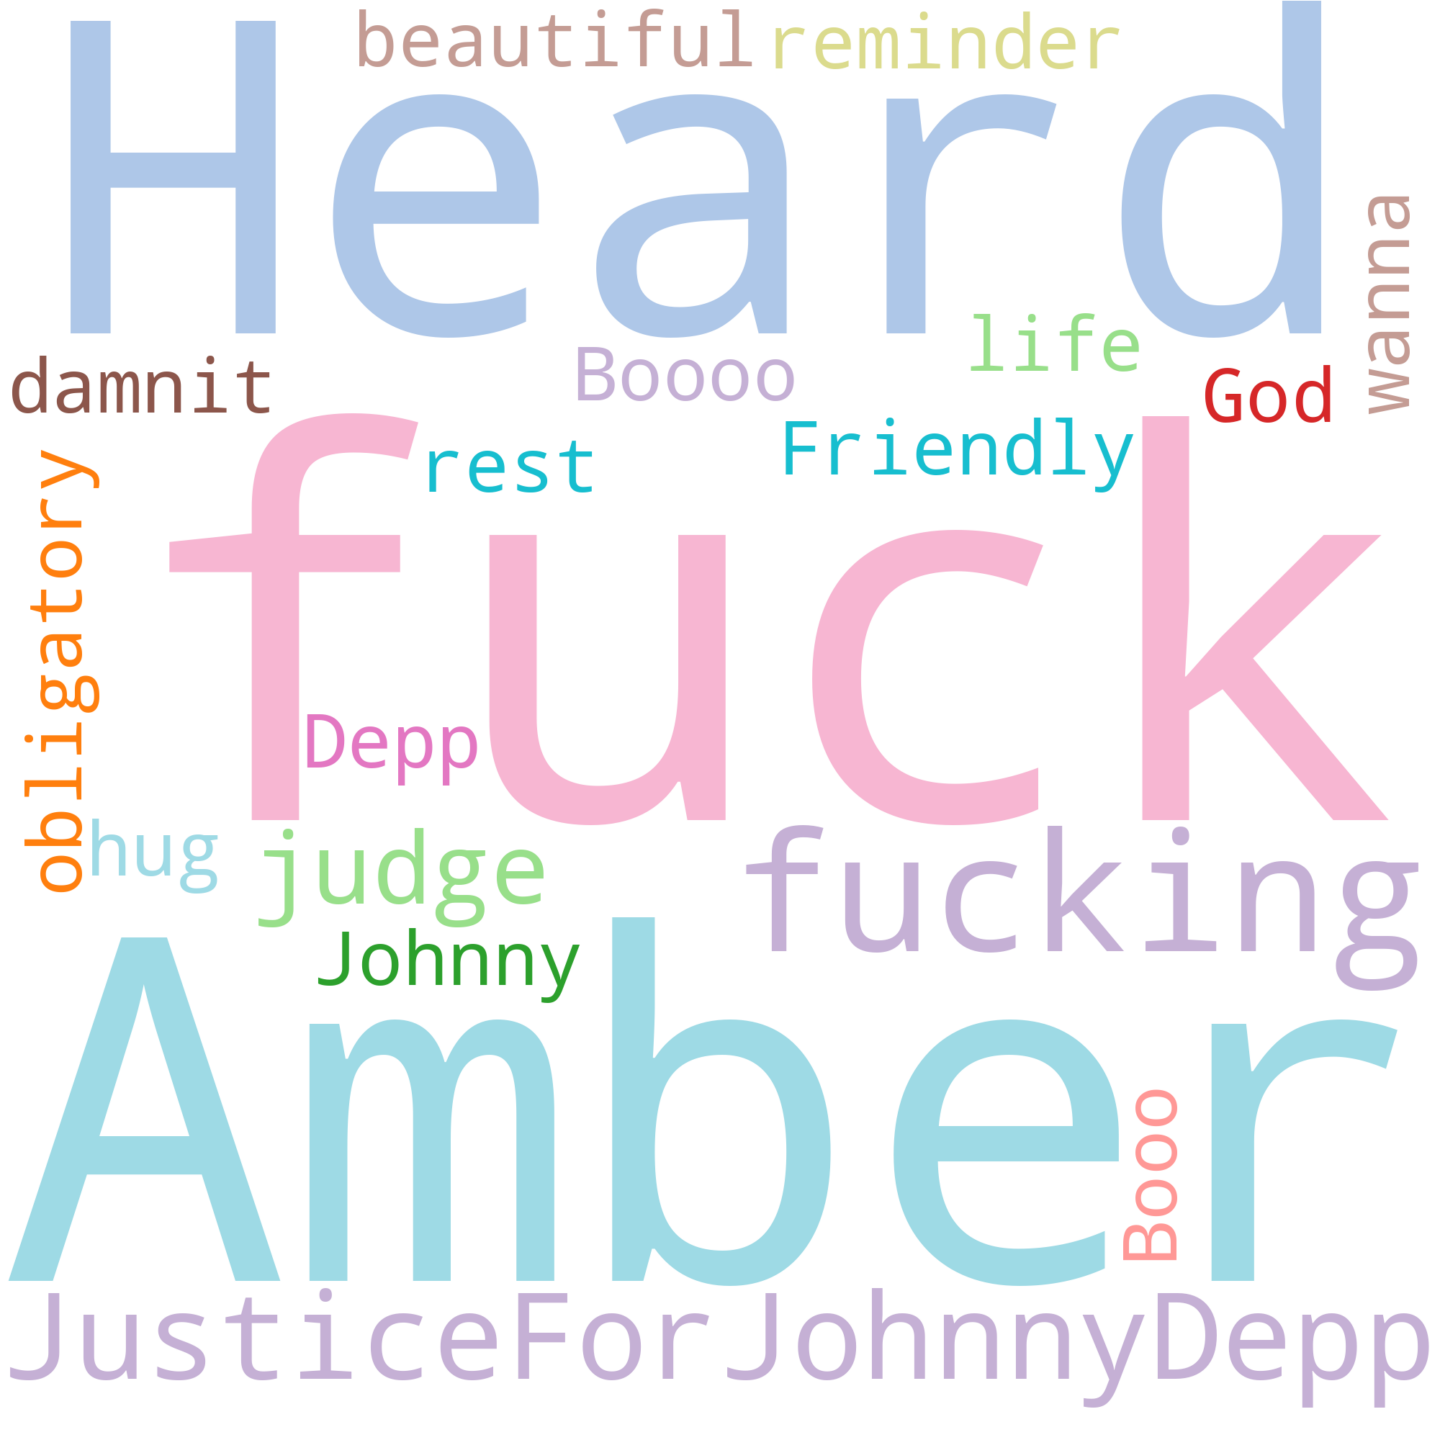 beautiful
reminder
Heard
wanna
life
Boooo
damnit
God
Friendly
rest
obligatory
fuck
Depp
hug
judge
fucking
Johnny
Amber
Booo
JusticeForJohnnyDepp